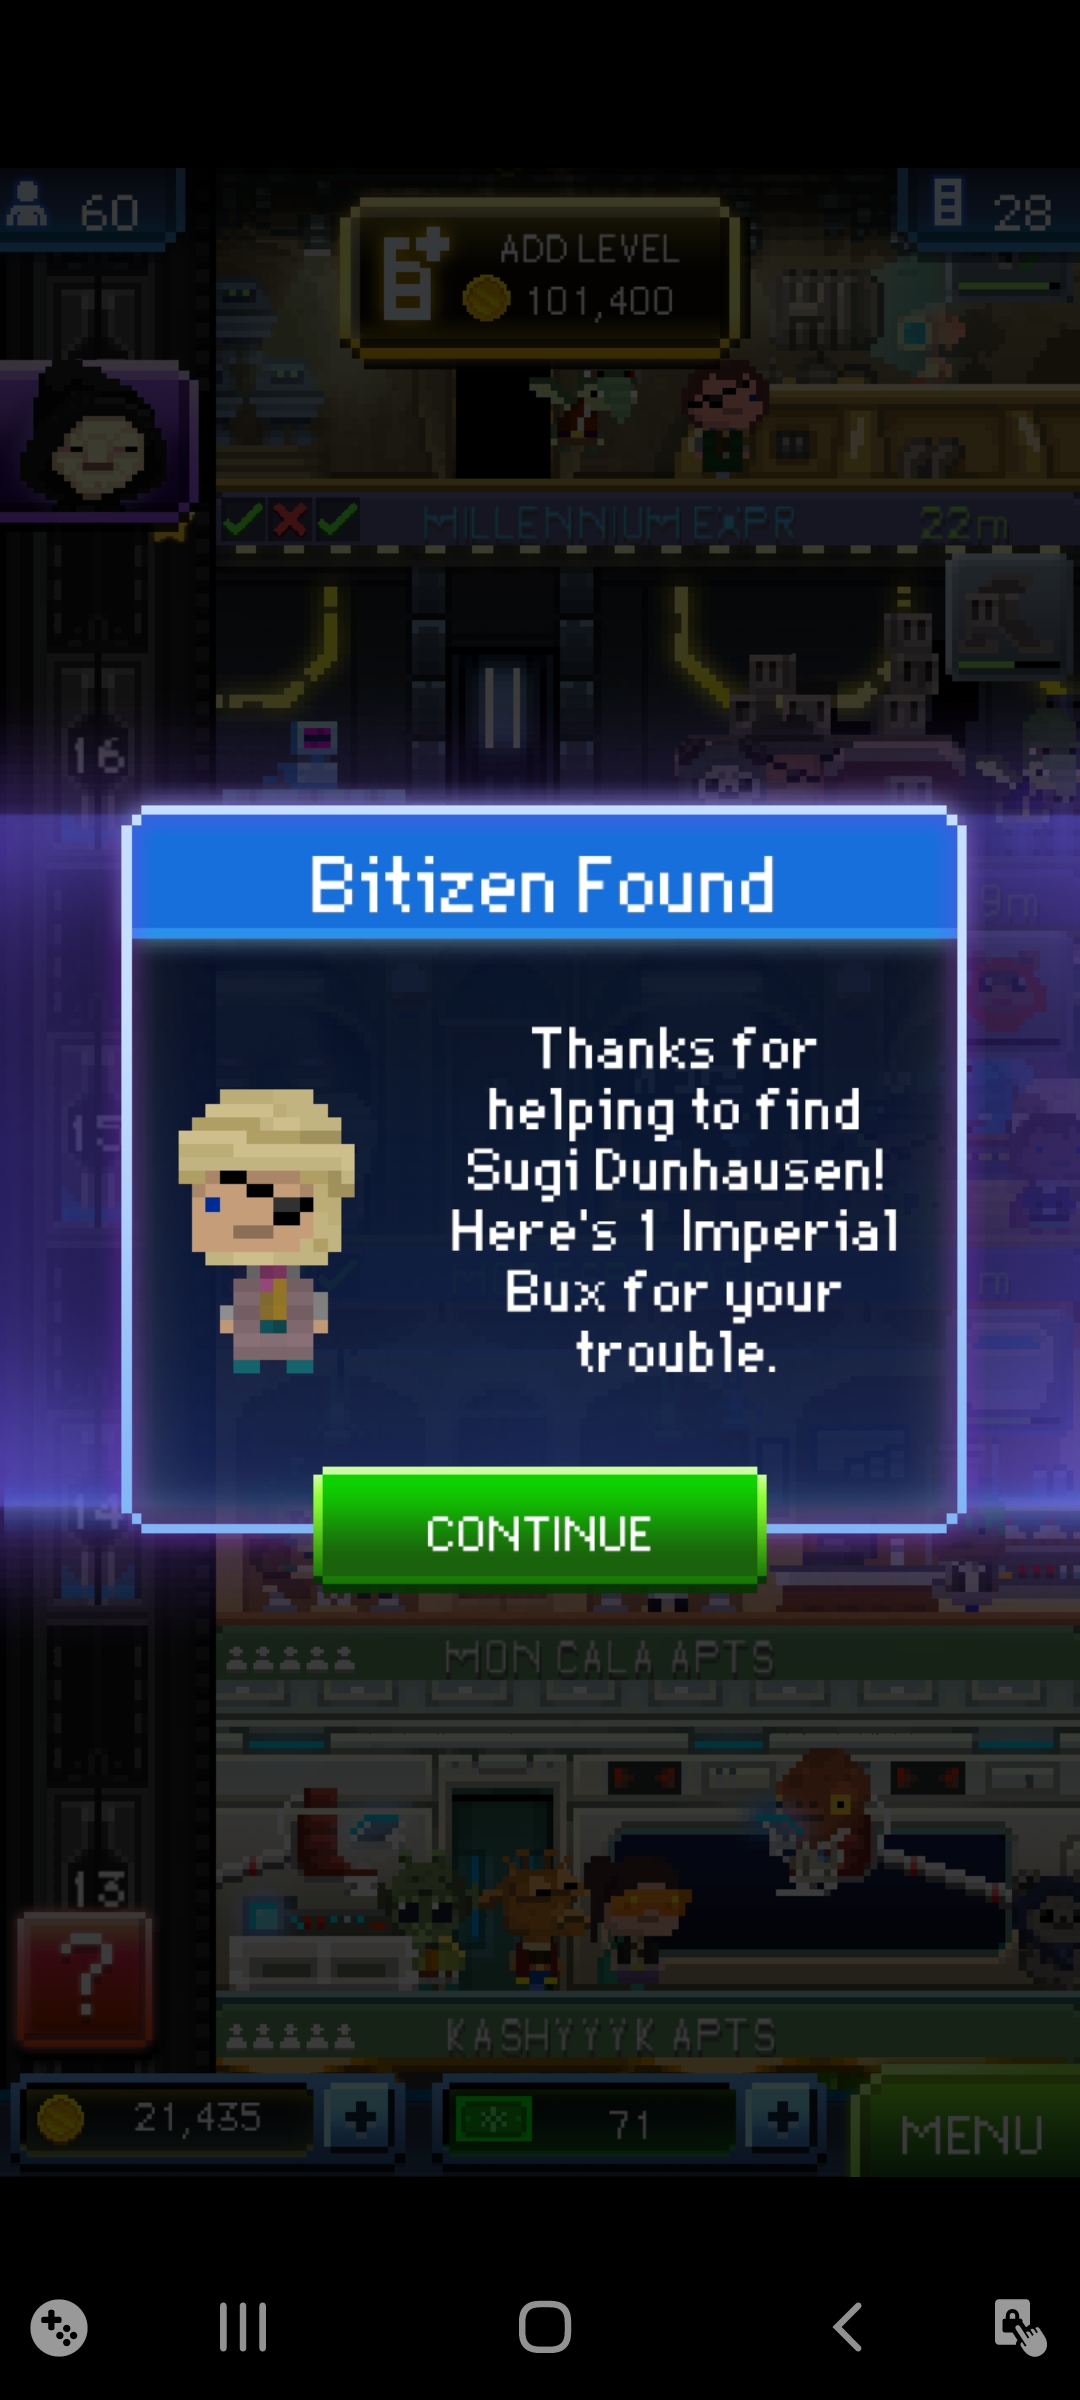 60
28
ADD LEVEL
101,400
MILLENNIUM EXPR 22m
16
Bitizen Found
9m
Thanks for
helping to find
15
Sugi Dunhausen!
Here's 1 Imperial
Bux for your
m
trouble.
14
CONTINUE
MON CALA APTS
13
?
KASHYYYK APTS
21,435
71
MENU